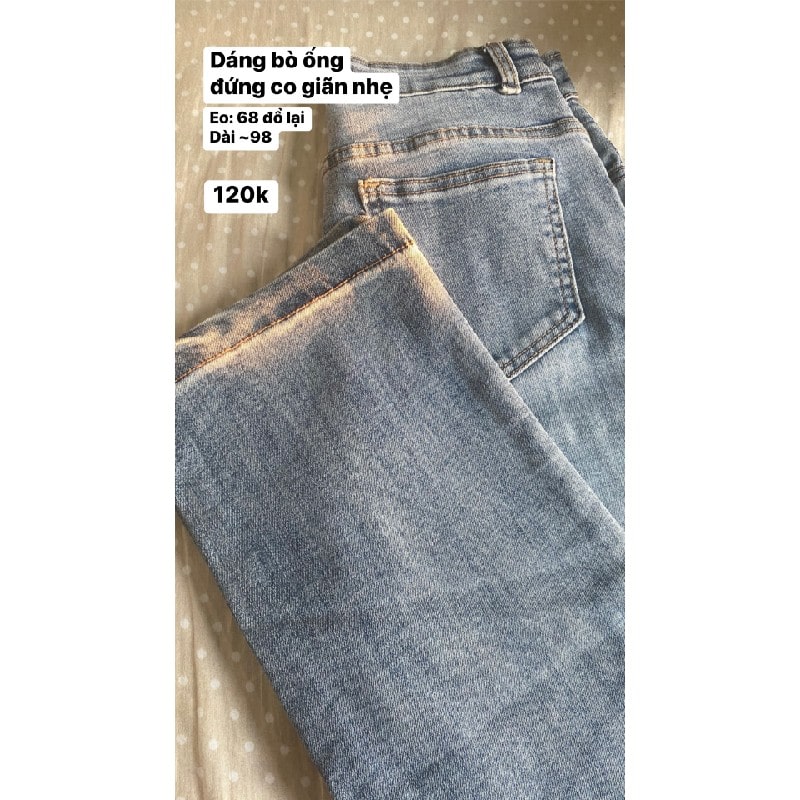 Dáng bò ống
đứng co giãn nhẹ
Eo: 68 đổ lại
Dài ~98
120k